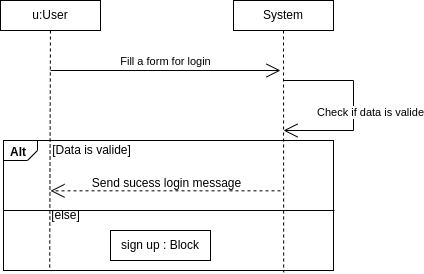 u:User
System
Fill a form for login
Check if data is valide
Alt
[Data is valide]
Send sucess login message
[else]
sign up : Block